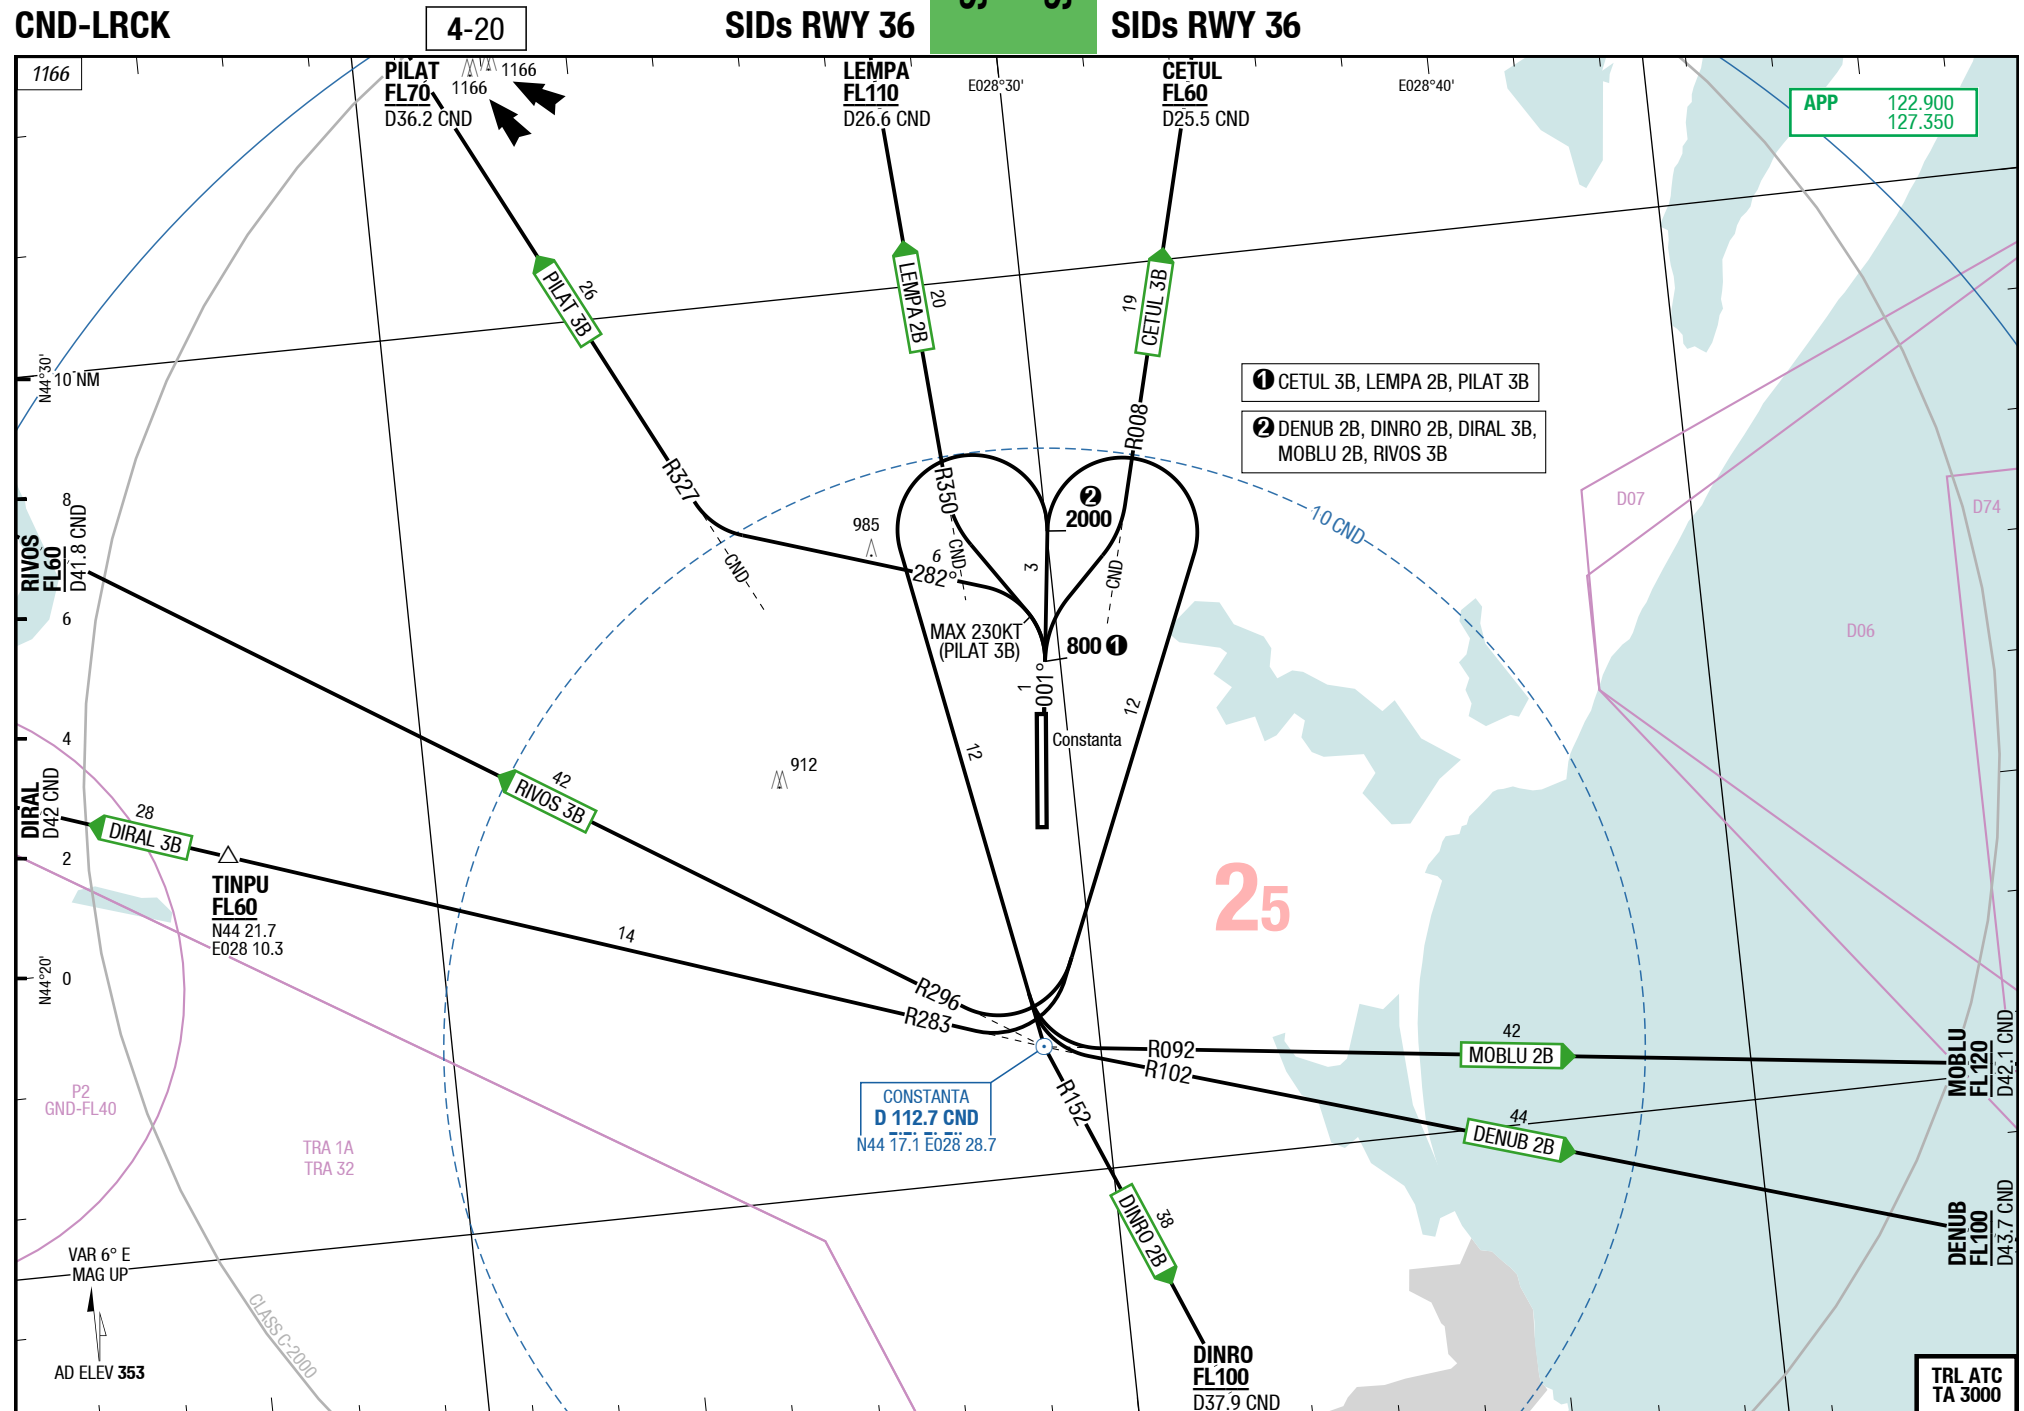 CND-LRCK
4-20
SIDs RWY 36
SIDs RWY 36
1166
PILAT
FL70
D36.2 CND
1166
1166
LEMPA
FL110
D26.6 CND
E028°30'
CETUL
FL60
D25.5 CND
E028°40'
APP 122.900
127.350
PILAT 3B
26
LEMPA 2B
20
CETUL 3B
19
N44°30'
10 NM
❶ CETUL 3B, LEMPA 2B, PILAT 3B
❷ DENUB 2B, DINRO 2B, DIRAL 3B,
MOBLU 2B, RIVOS 3B
R327
R350
R008
CND
CND
CND
985
6
282°
❷
2000
3
10 CND
D07
D74
D06
8
RIVOS
FL60
D41.8 CND
6
MAX 230KT
(PILAT 3B)
800 ❶
1
001°
Constanta
12
12
4
912
42
RIVOS 3B
DIRAL
D42 CND
28
DIRAL 3B
2
TINPU
FL60
N44 21.7
E028 10.3
14
25
N44°20'
0
R296
R283
R092
R102
R152
42
MOBLU 2B
MOBLU
FL120
D42.1 CND
44
DENUB 2B
DENUB
FL100
D43.7 CND
CONSTANTA
D 112.7 CND
N44 17.1 E028 28.7
P2
GND-FL40
TRA 1A
TRA 32
38
DINRO 2B
DINRO
FL100
D37.9 CND
VAR 6° E
MAG UP
AD ELEV 353
CLASS C-2000
TRL ATC
TA 3000